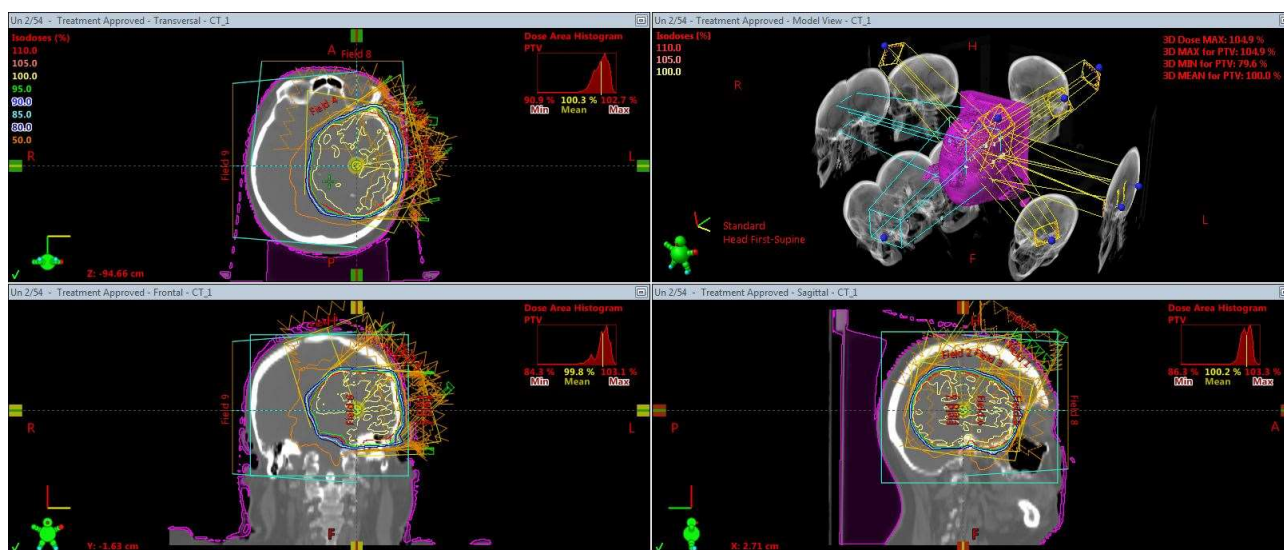 Un 2/54 - Treatment Approved - Transversal - CT_1
Isodoses (%)
110.0
105.0
100.0
95.0
90.0
85.0
80.0
50.0
A
Field 8
Field 4
Field 9
R
L
P
Dose Area Histogram
PTV
90.9 % 100.3 % 102.7 %
Min Mean Max
Z: -94.66 cm
Un 2/54 - Treatment Approved - Model View - CT_1
Isodoses (%)
110.0
105.0
100.0
H
R
L
F
3D Dose MAX: 104.9 %
3D MAX for PTV: 104.9 %
3D MIN for PTV: 79.6 %
3D MEAN for PTV: 100.0 %
Standard
Head First-Supine
Un 2/54 - Treatment Approved - Frontal - CT_1
Field 9
R
L
F
Dose Area Histogram
PTV
84.3 % 99.8 % 103.1 %
Min Mean Max
Y: -1.63 cm
Un 2/54 - Treatment Approved - Sagittal - CT_1
Field 2
Field 8
P
A
F
Dose Area Histogram
PTV
86.3 % 100.2 % 103.3 %
Min Mean Max
X: 2.71 cm